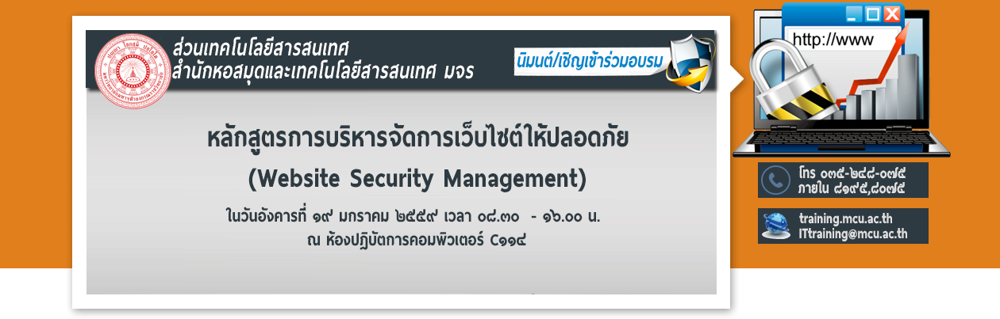 ส่วนเทคโนโลยีสารสนเทศ
สำนักหอสมุดและเทคโนโลยีสารสนเทศ มจร
นิมนต์/เชิญเข้าร่วมอบรม
http://www
หลักสูตรการบริหารจัดการเว็บไซต์ให้ปลอดภัย
(Website Security Management)
ในวันอังคารที่ ๑๙ มกราคม ๒๕๕๙ เวลา ๐๘.๓๐ - ๑๖.๐๐ น.
ณ ห้องปฏิบัตการคอมพิวเตอร์ C๑๑๔
โทร ๐๓๕-๒๔๘-๐๗๕
ภายใน ๘๑๙๕,๘๐๗๕
training.mcu.ac.th
ITtraining@mcu.ac.th